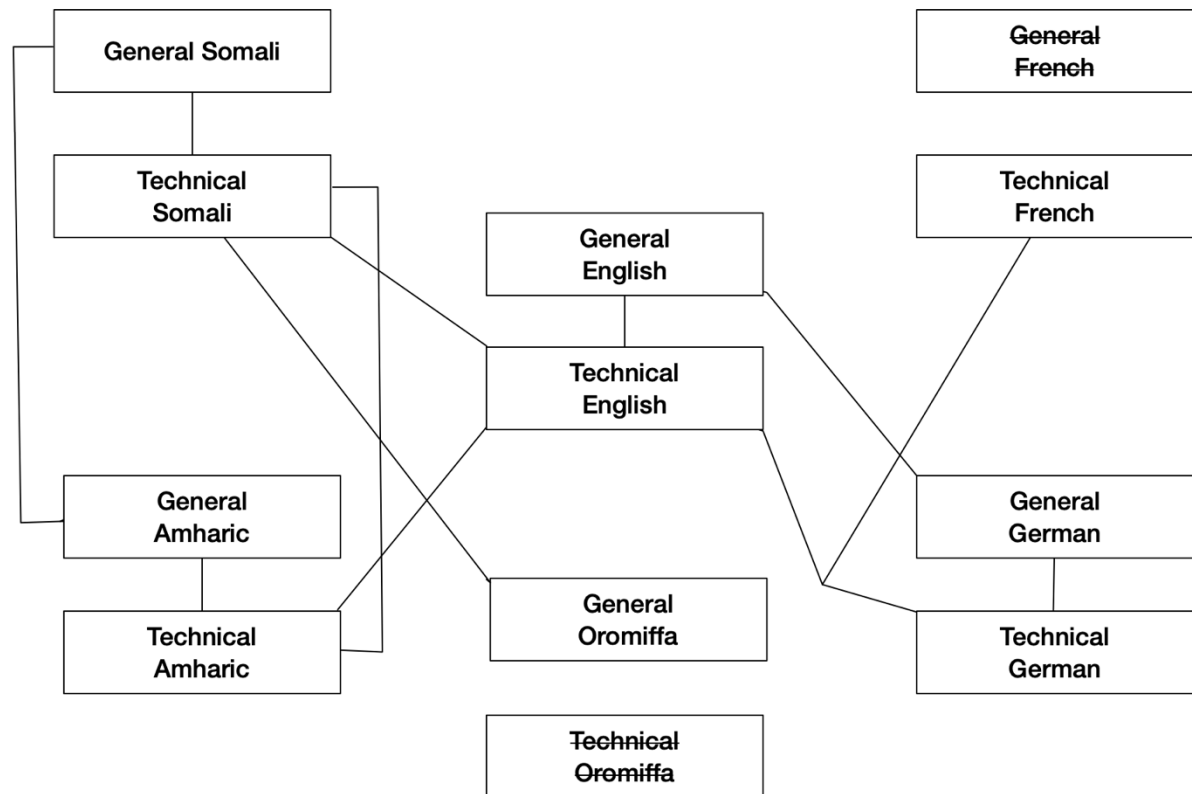 General Somali
General
French
Technical
Somali
Technical
French
General
English
Technical
English
General
Amharic
General
German
General
Oromiffa
Technical
Amharic
Technical
German
Technical
Oromiffa